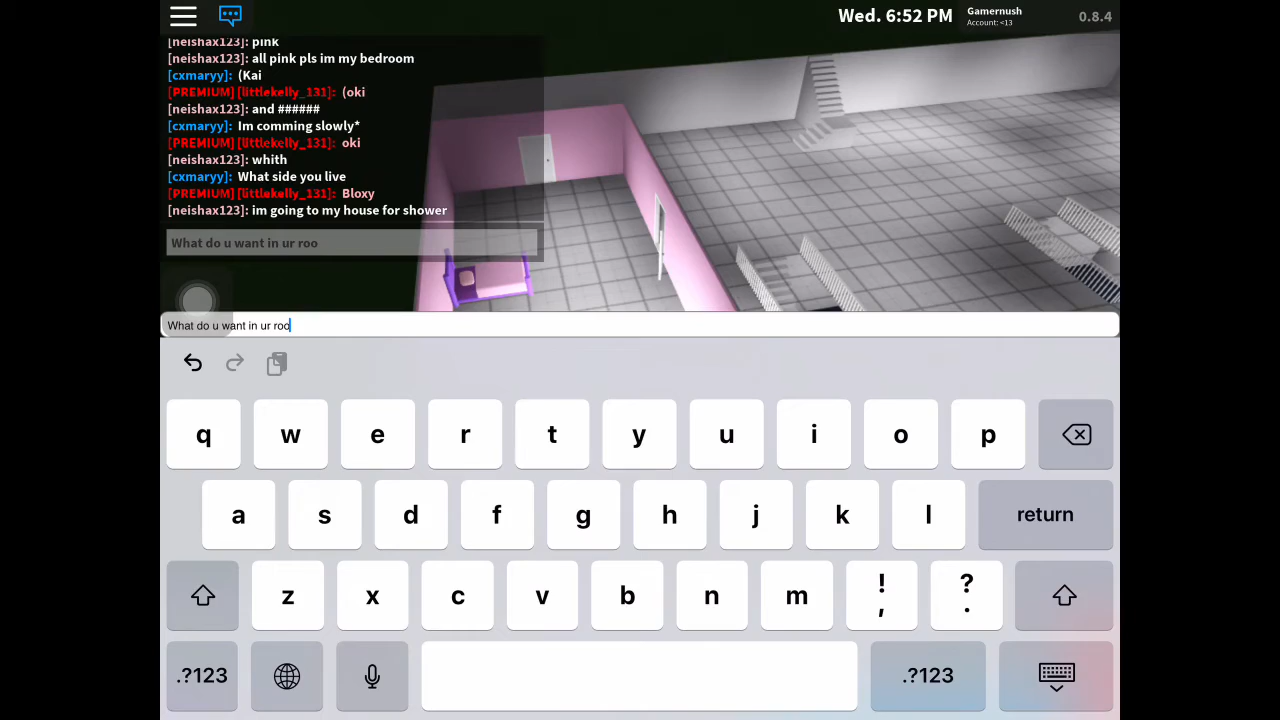 Wed. 6:52 PM
Gamernush
Account: <13
0.8.4
[neishax123]: pink
[neishax123]: all pink pls im my bedroom
[cxmaryy]: (Kai
[PREMIUM] [littlekelly_131]: (oki
[neishax123]: and ######
[cxmaryy]: Im comming slowly*
[PREMIUM] [littlekelly_131]: oki
[neishax123]: whith
[cxmaryy]: What side you live
[PREMIUM] [littlekelly_131]: Bloxy
[neishax123]: im going to my house for shower
What do u want in ur roo
What do u want in ur roo
q w e r t y u i o p
a s d f g h j k l return
z x c v b n m ! , ? .
.?123 .?123